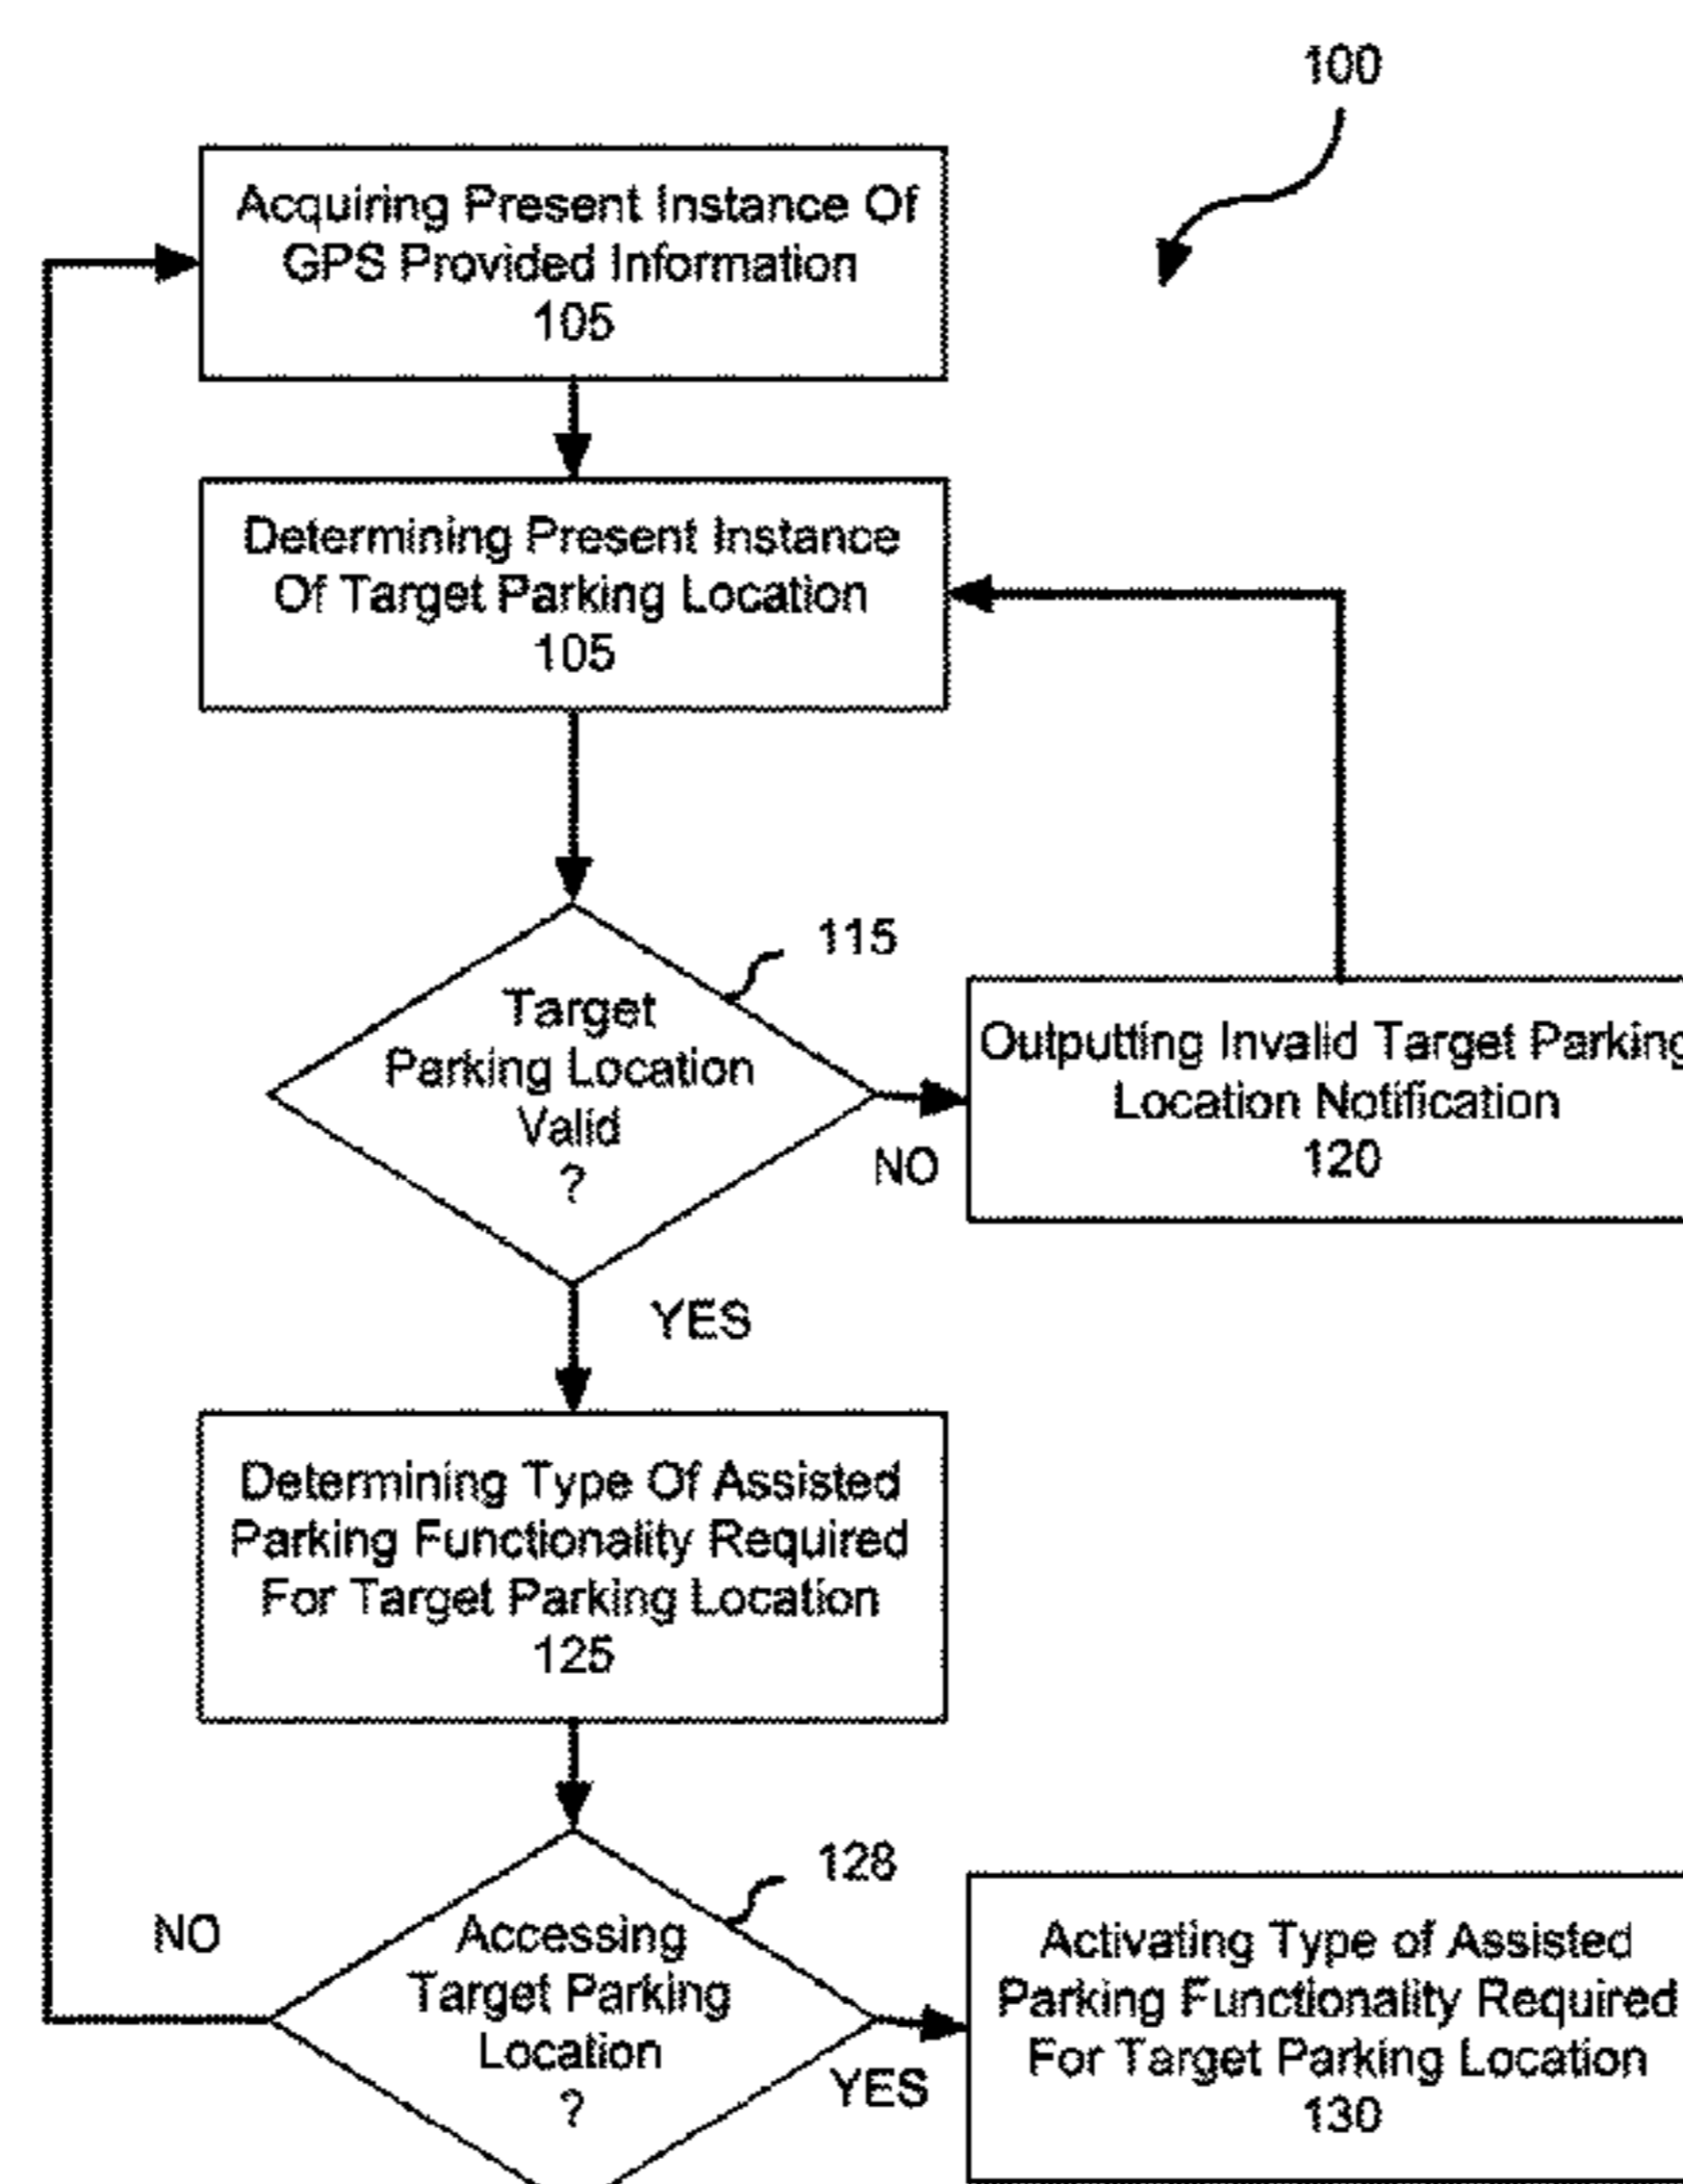 100
Acquiring Present Instance Of
GPS Provided Information
105
Determining Present Instance
Of Target Parking Location
105
115
Target
Parking Location
Valid
?
NO
Outputting Invalid Target Parking
Location Notification
120
YES
Determining Type Of Assisted
Parking Functionality Required
For Target Parking Location
125
128
NO
Accessing
Target Parking
Location
?
YES
Activating Type of Assisted
Parking Functionality Required
For Target Parking Location
130